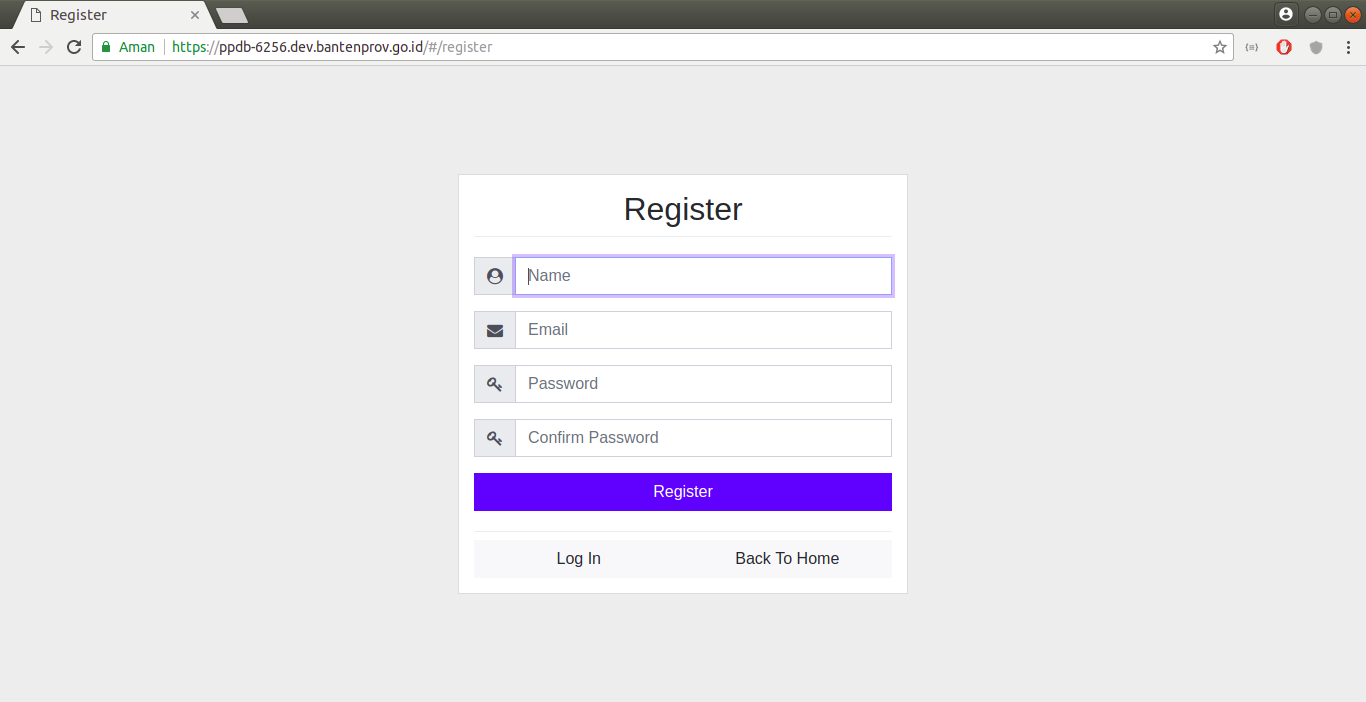 Register
Aman https://ppdb-6256.dev.bantenprov.go.id/#/register
Register
Name
Email
Password
Confirm Password
Register
Log In Back To Home